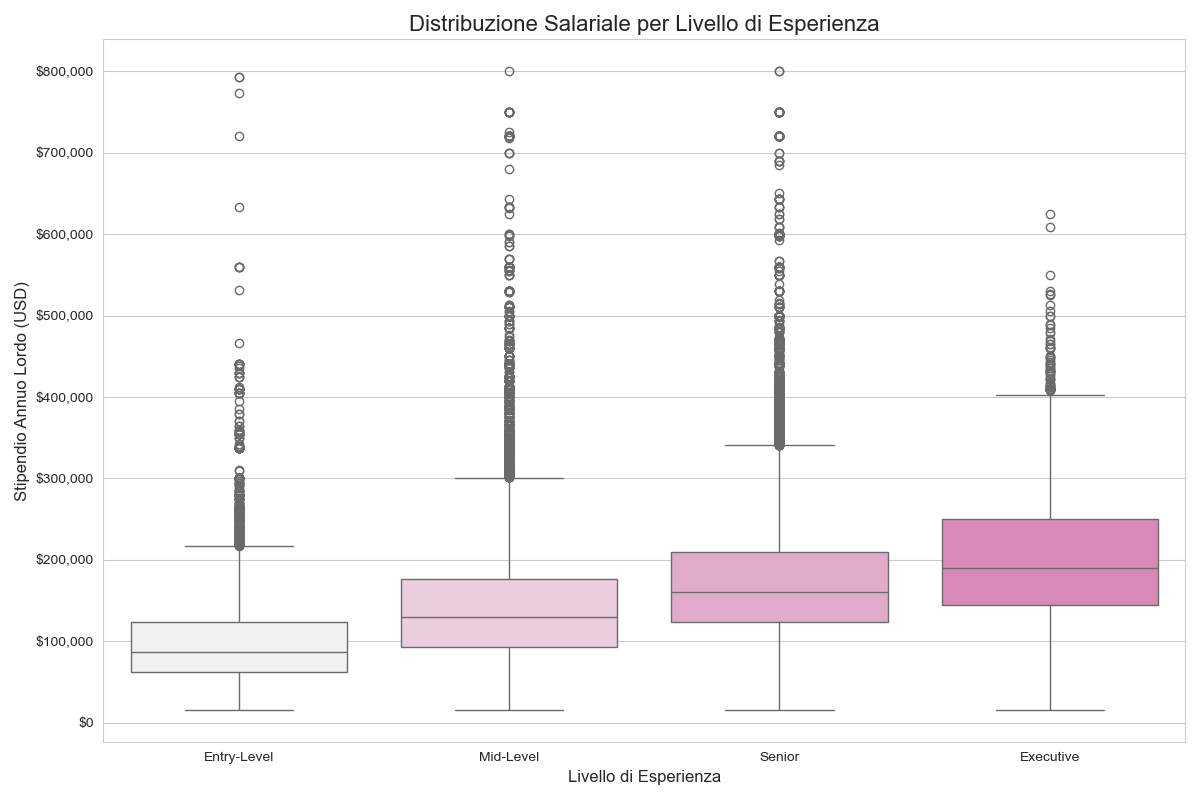 Distribuzione Salariale per Livello di Esperienza
Stipendio Annuo Lordo (USD)
$800,000
$700,000
$600,000
$500,000
$400,000
$300,000
$200,000
$100,000
$0
Entry-Level
Mid-Level
Senior
Executive
Livello di Esperienza